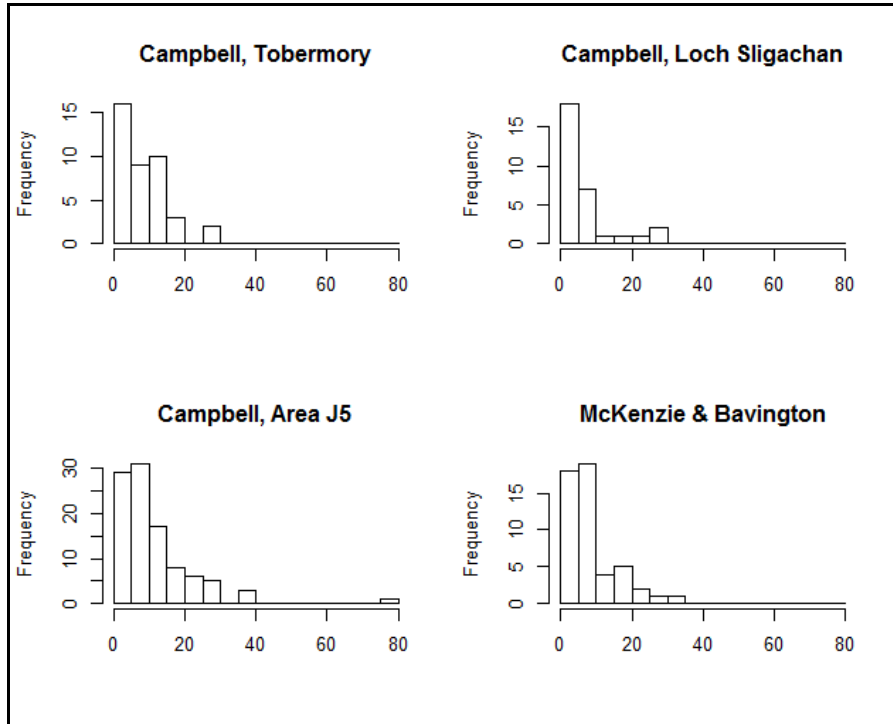 Campbell, Tobermory
Frequency
15
10
5
0
0 20 40 60 80
Campbell, Loch Sligachan
Frequency
15
10
5
0
0 20 40 60 80
Campbell, Area J5
Frequency
30
20
10
0
0 20 40 60 80
McKenzie & Bavington
Frequency
15
10
5
0
0 20 40 60 80